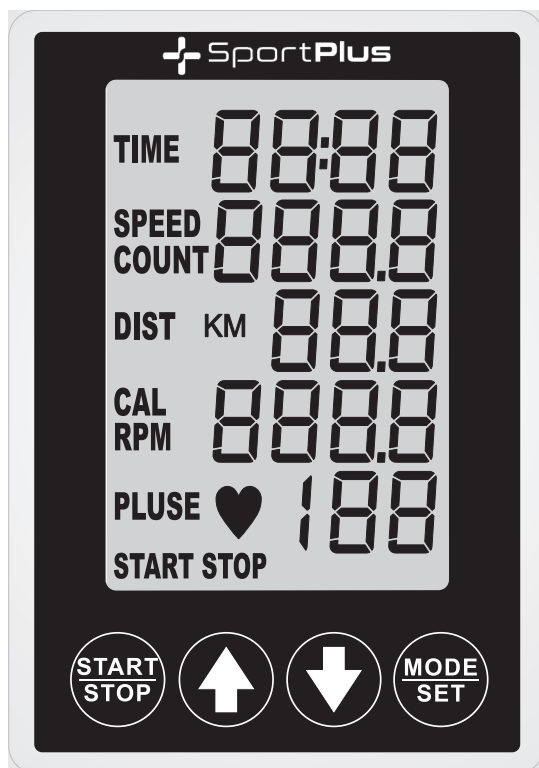 SportPlus
TIME 88:88
SPEED
COUNT 888.8
DIST KM 88.8
CAL
RPM 888.8
PLUSE 188
START STOP
START
STOP
MODE
SET